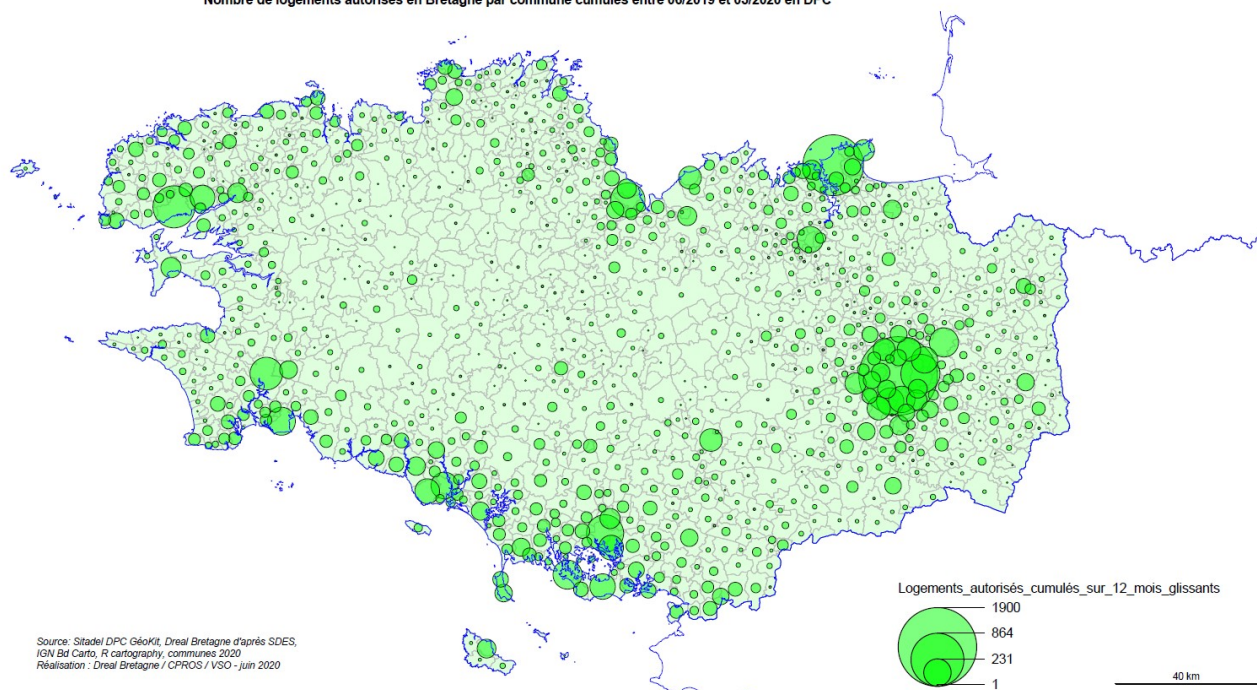 Nombre de logements autorisés en Bretagne par commune cumulés entre 06/2019 et 05/2020 en DPC
Logements_autorisés_cumulés_sur_12_mois_glissants
1900
864
231
1
Source: Sitadel DPC GéoKit, Dreal Bretagne d'après SDES,
IGN Bd Carto, R cartography, communes 2020
Réalisation : Dreal Bretagne / CPROS / VSO - juin 2020
40 km